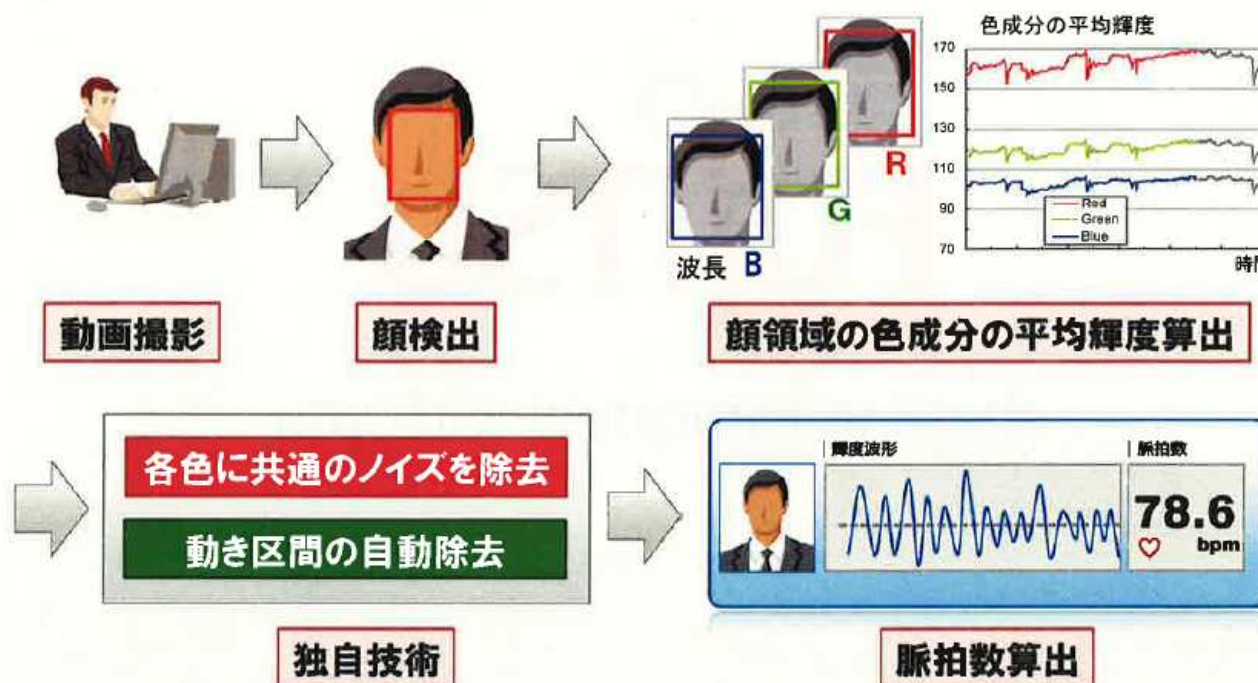 色成分の平均輝度
170
150
130
110
90
70
Red
Green
Blue
R
G
波長 B
動画撮影
顔検出
顔領域の色成分の平均輝度算出
各色に共通のノイズを除去
動き区間の自動除去
独自技術
輝度波形
脈拍数
78.6
bpm
脈拍数算出